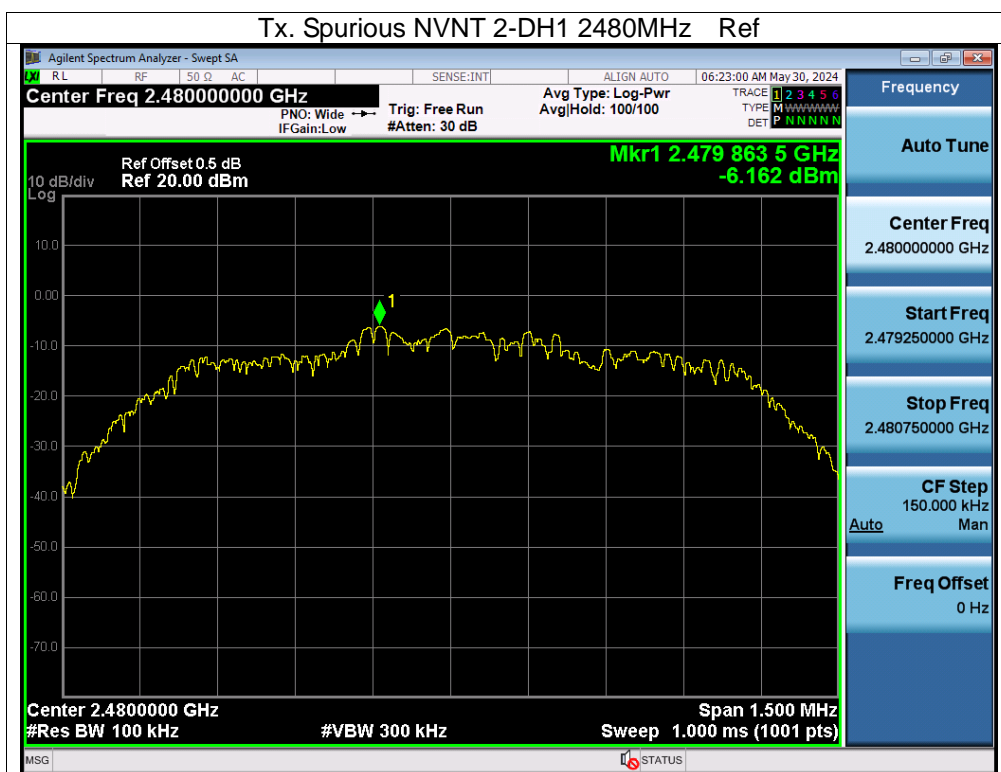 Tx. Spurious NVNT 2-DH1 2480MHz Ref
Agilent Spectrum Analyzer - Swept SA
LXI RL RF 50 Ω AC SENSE:INT ALIGN AUTO 06:23:00 AM May 30, 2024
Center Freq 2.480000000 GHz
PNO: Wide
IFGain:Low
Trig: Free Run
#Atten: 30 dB
Avg Type: Log-Pwr
Avg|Hold: 100/100
TRACE 1 2 3 4 5 6
TYPE M WWWWW
DET P N N N N N
Ref Offset 0.5 dB
10 dB/div Ref 20.00 dBm
Log
Mkr1 2.479 863 5 GHz
-6.162 dBm
10.0
0.00
-10.0
-20.0
-30.0
-40.0
-50.0
-60.0
-70.0
1
Center 2.4800000 GHz Span 1.500 MHz
#Res BW 100 kHz #VBW 300 kHz Sweep 1.000 ms (1001 pts)
MSG STATUS
Frequency
Auto Tune
Center Freq
2.480000000 GHz
Start Freq
2.479250000 GHz
Stop Freq
2.480750000 GHz
CF Step
150.000 kHz
Auto Man
Freq Offset
0 Hz